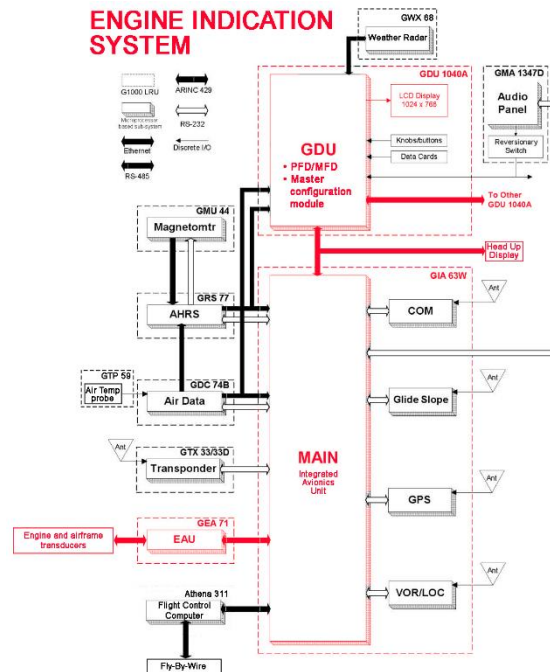 ENGINE INDICATION
SYSTEM
G1000 LRU
Microprocessor
based sub-system
Ethernet
RS-485
ARINC 429
RS-232
Discrete I/O
GWX 68
Weather Radar
GDU 1040A
LCD Display
1024 x 768
GDU
• PFD/MFD
• Master
configuration
module
Knobs/buttons
Data Cards
GMA 1347D
Audio
Panel
Reversionary
Switch
To Other
GDU 1040A
Head Up
Display
GMU 44
Magnetomtr
GRS 77
AHRS
GTP 59
Air Temp
probe
GDC 74B
Air Data
Ant
GTX 33/33D
Transponder
Engine and airframe
transducers
GEA 71
EAU
Athena 311
Flight Control
Computer
Fly-By-Wire
GIA 63W
MAIN
Integrated
Avionics
Unit
Ant
COM
Ant
Glide Slope
Ant
GPS
Ant
VOR/LOC